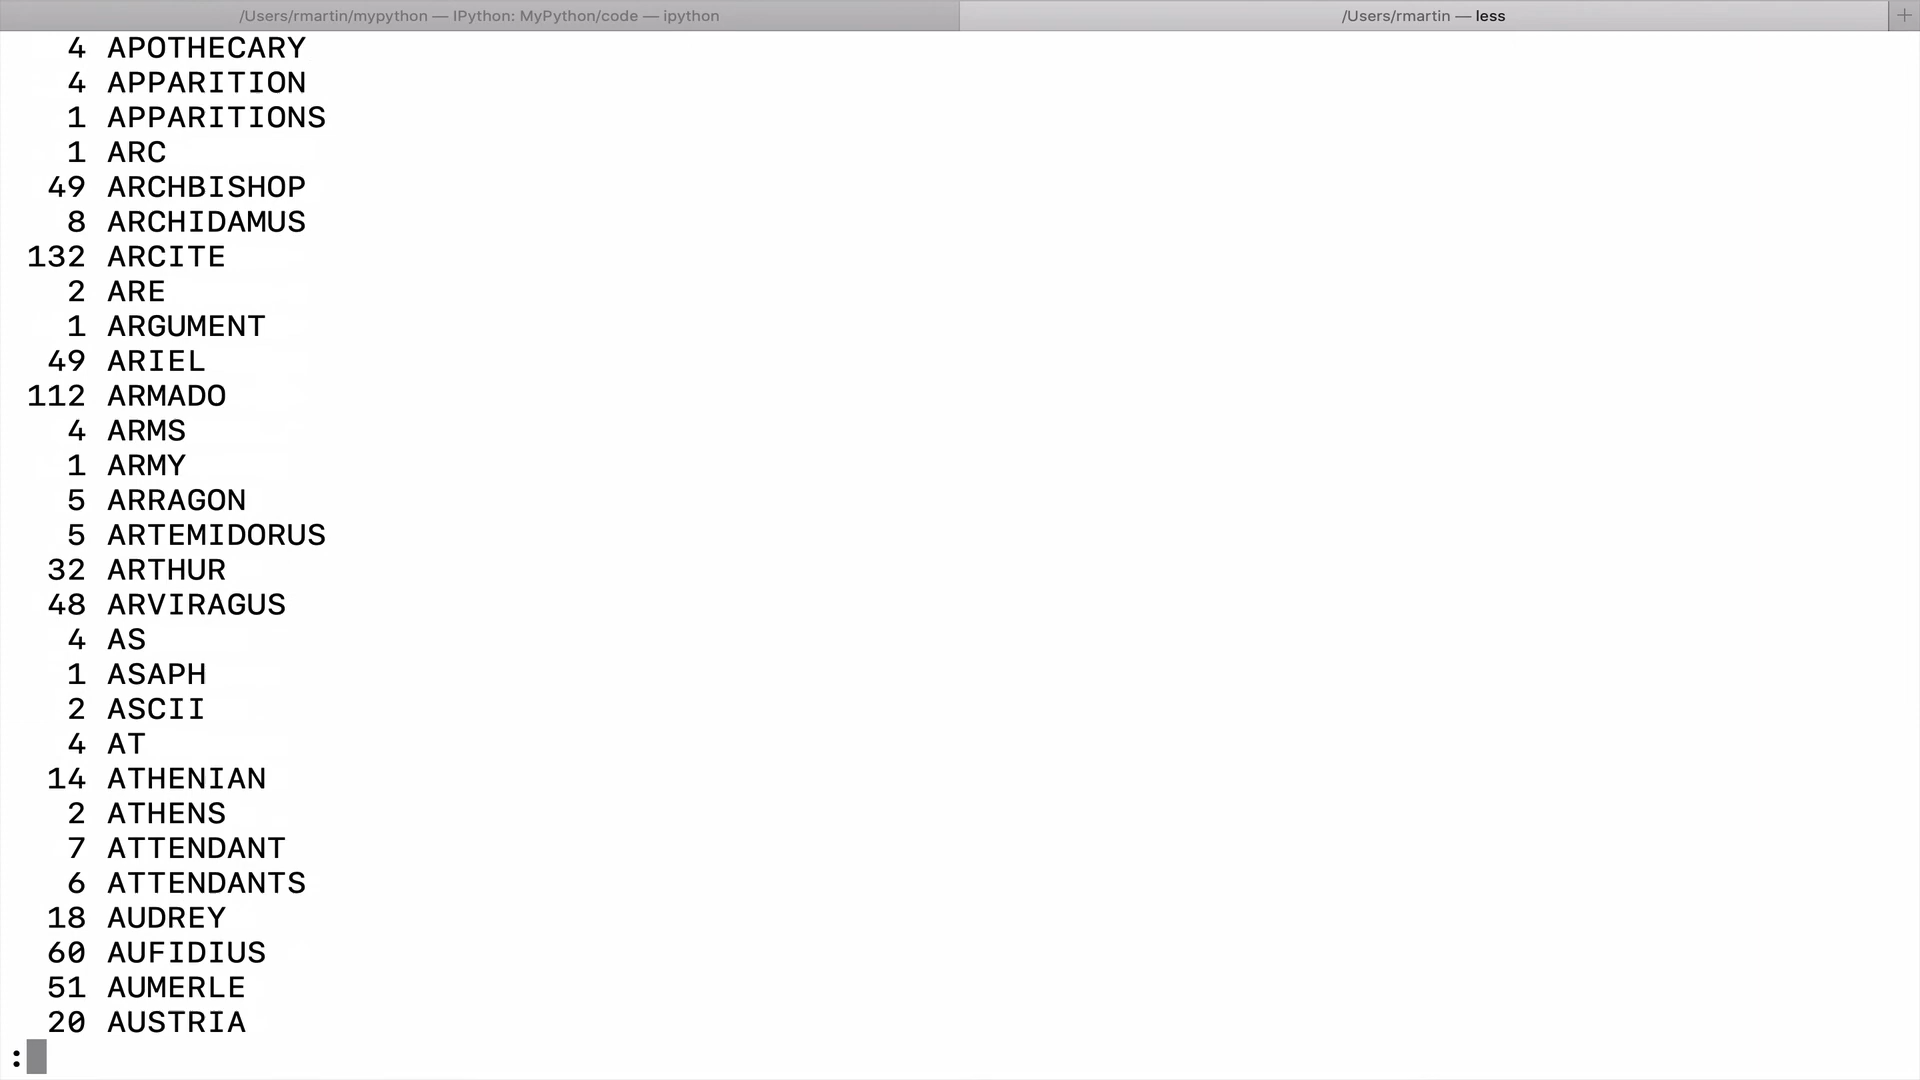 /Users/rmartin/mypython — IPython: MyPython/code — ipython
/Users/rmartin — less
+
4 APOTHECARY
4 APPARITION
1 APPARITIONS
1 ARC
49 ARCHBISHOP
8 ARCHIDAMUS
132 ARCITE
2 ARE
1 ARGUMENT
49 ARIEL
112 ARMADO
4 ARMS
1 ARMY
5 ARRAGON
5 ARTEMIDORUS
32 ARTHUR
48 ARVIRAGUS
4 AS
1 ASAPH
2 ASCII
4 AT
14 ATHENIAN
2 ATHENS
7 ATTENDANT
6 ATTENDANTS
18 AUDREY
60 AUFIDIUS
51 AUMERLE
20 AUSTRIA
: